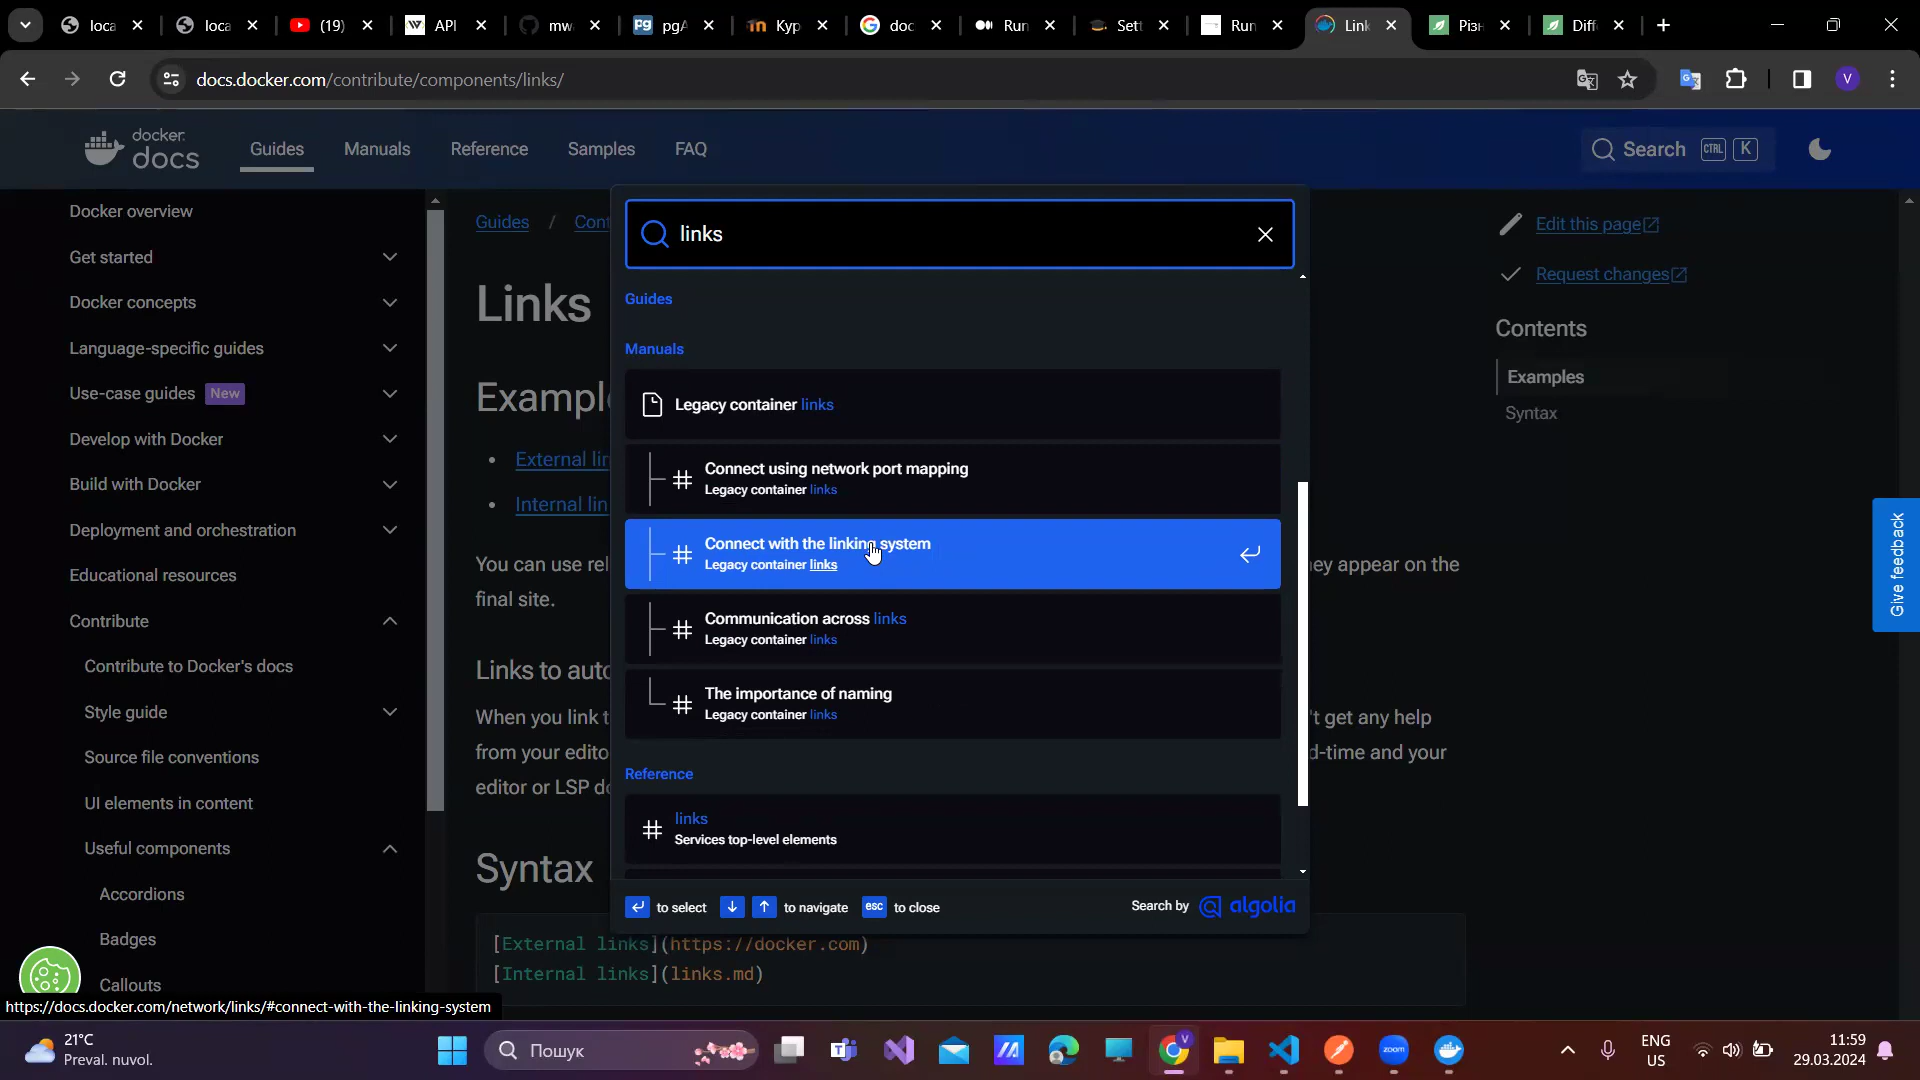 loca
loca
(19)
API
mw
pgA
Кур
doc
Run
Sett
Run
Link
Різн
Diff
docs.docker.com/contribute/components/links/
V
docker.
docs
Guides
Manuals
Reference
Samples
FAQ
Search
CTRL
K
Docker overview
Get started
Docker concepts
Language-specific guides
Use-case guides New
Develop with Docker
Build with Docker
Deployment and orchestration
Educational resources
Contribute
Contribute to Docker's docs
Style guide
Source file conventions
UI elements in content
Useful components
Accordions
Badges
Callouts
https://docs.docker.com/network/links/#connect-with-the-linking-system
Guides / Cont
Links
Example
External lin
Internal lin
You can use rel
ey appear on the
final site.
Links to auto
When you link t
't get any help
from your edito
d-time and your
editor or LSP do
Syntax
[External links](https://docker.com)
[Internal links](links.md)
links
Guides
Manuals
Legacy container links
Connect using network port mapping
Legacy container links
Connect with the linking system
Legacy container links
Communication across links
Legacy container links
The importance of naming
Legacy container links
Reference
links
Services top-level elements
to select
to navigate
esc to close
Search by algolia
Edit this page
Request changes
Contents
Examples
Syntax
Give feedback
21°C
Preval. nuvol.
Пошук
zoom
ENG
US
11:59
29.03.2024